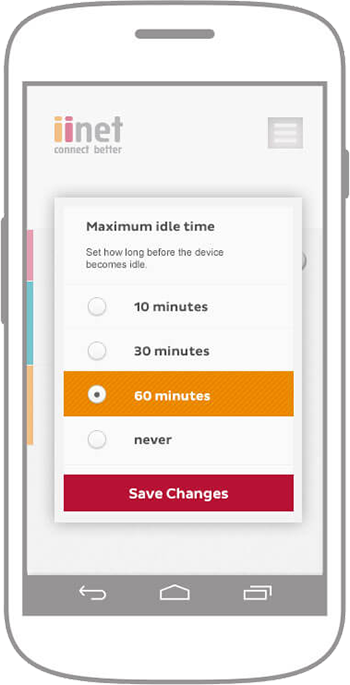 iinet
connect better
Maximum idle time
Set how long before the device
becomes idle.
10 minutes
30 minutes
60 minutes
never
Save Changes